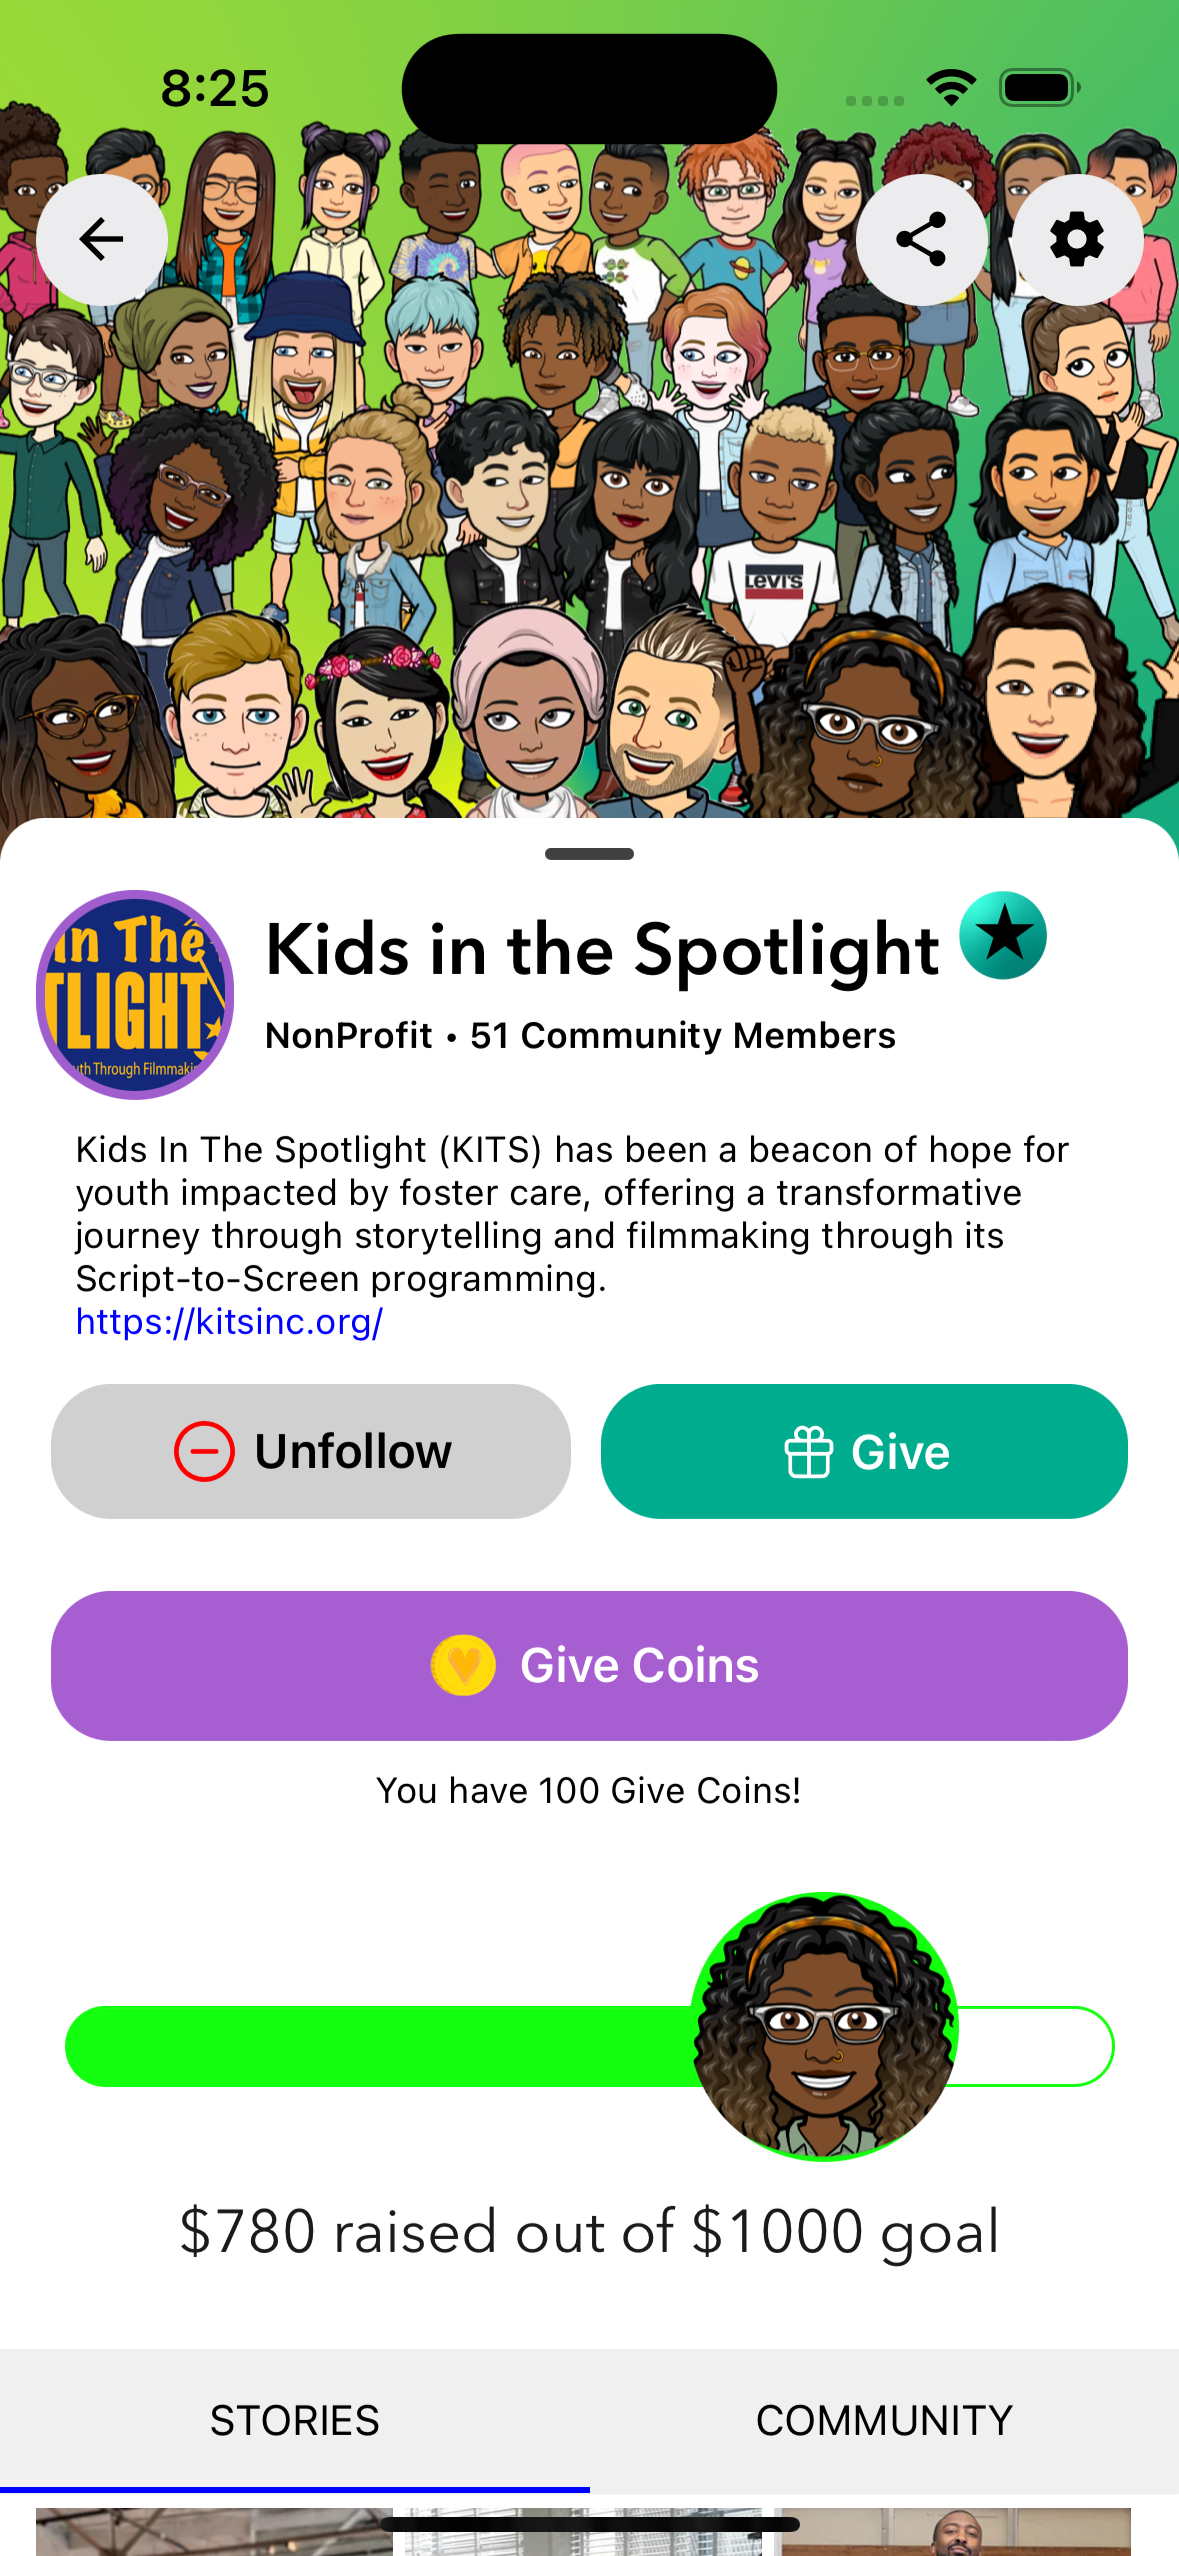 8:25
LEVI'S
In The
TLIGHT
uth Through Filmmakin
Kids in the Spotlight
NonProfit • 51 Community Members
Kids In The Spotlight (KITS) has been a beacon of hope for
youth impacted by foster care, offering a transformative
journey through storytelling and filmmaking through its
Script-to-Screen programming.
https://kitsinc.org/
Unfollow
Give
Give Coins
You have 100 Give Coins!
$780 raised out of $1000 goal
STORIES
COMMUNITY